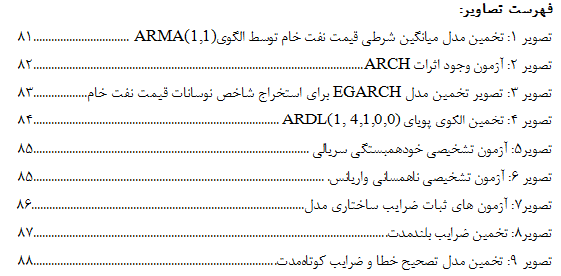 فهرست تصاویر:
تصویر ۱: تخمین مدل میانگین شرطی قیمت نفت خام توسط الگوی ARMA(1,1)................................ ۸۱
تصویر ۲: آزمون وجود اثرات ARCH........................................................................................۸۲
تصویر ۳: تصویر تخمین مدل EGARCH برای استخراج شاخص نوسانات قیمت نفت خام..................۸۳
تصویر ۴: تخمین الگوی پویای ARDL(1, 4,1,0,0) .................................................................۸۴
تصویر۵: آزمون تشخیصی خودهمبستگی سریالی ..........................................................................۸۵
تصویر ۶: آزمون تشخیصی ناهمسانی واریانس. ............................................................................۸۵
تصویر۷: آزمون های ثبات ضرایب ساختاری مدل..........................................................................۸۶
تصویر۸: تخمین ضرایب بلندمدت..............................................................................................۸۷
تصویر ۹: تخمین مدل تصحیح خطا و ضرایب کوتاه‌مدت................................................................۸۸